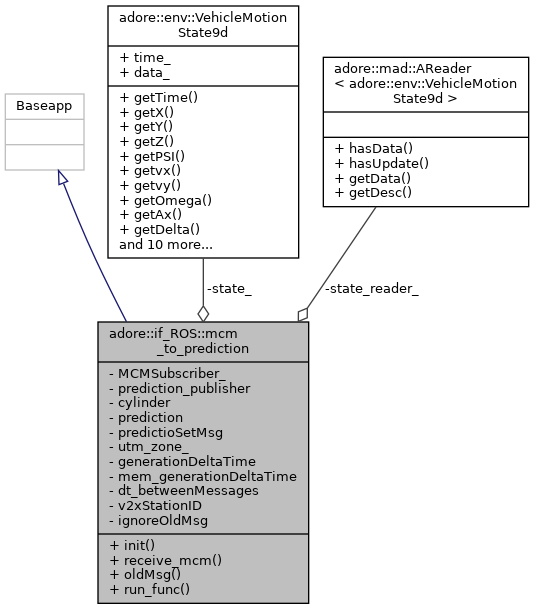 adore::env::VehicleMotion
State9d
+ time_
+ data_
+ getTime()
+ getX()
+ getY()
+ getZ()
+ getPSI()
+ getvx()
+ getvy()
+ getOmega()
+ getAx()
+ getDelta()
and 10 more...
adore::mad::AReader
< adore::env::VehicleMotion
State9d >
+ hasData()
+ hasUpdate()
+ getData()
+ getDesc()
Baseapp
-state_
-state_reader_
adore::if_ROS::mcm
_to_prediction
- MCMSubscriber_
- prediction_publisher
- cylinder
- prediction
- predictioSetMsg
- utm_zone_
- generationDeltaTime
- mem_generationDeltaTime
- dt_betweenMessages
- v2xStationID
- ignoreOldMsg
+ init()
+ receive_mcm()
+ oldMsg()
+ run_func()